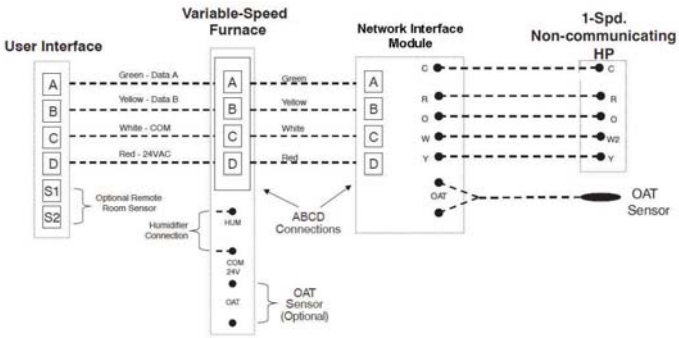 Variable-Speed
Furnace
User Interface
Network Interface
Module
1-Spd.
Non-communicating
HP
A
Green - Data A
A
Green
A
B
Yellow - Data B
B
Yellow
B
C
White - COM
C
White
C
D
Red - 24VAC
D
Red
D
C
C
R
R
O
O
W
W2
Y
Y
S1
S2
Optional Remote
Room Sensor
Humidifier
Connection
HUM
COM
24V
OAT
ABCD
Connections
OAT
OAT
Sensor
OAT
Sensor
(Optional)